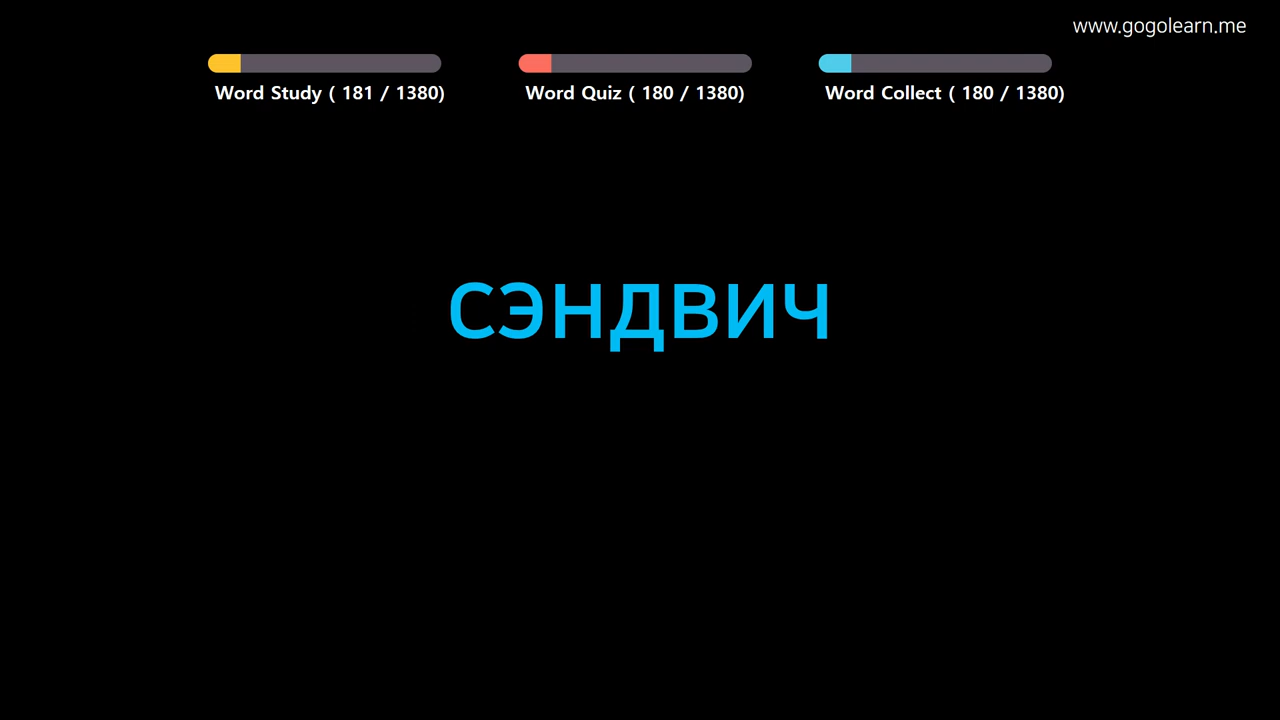 www.gogolearn.me
Word Study ( 181 / 1380)
Word Quiz ( 180 / 1380)
Word Collect ( 180 / 1380)
сэндвич